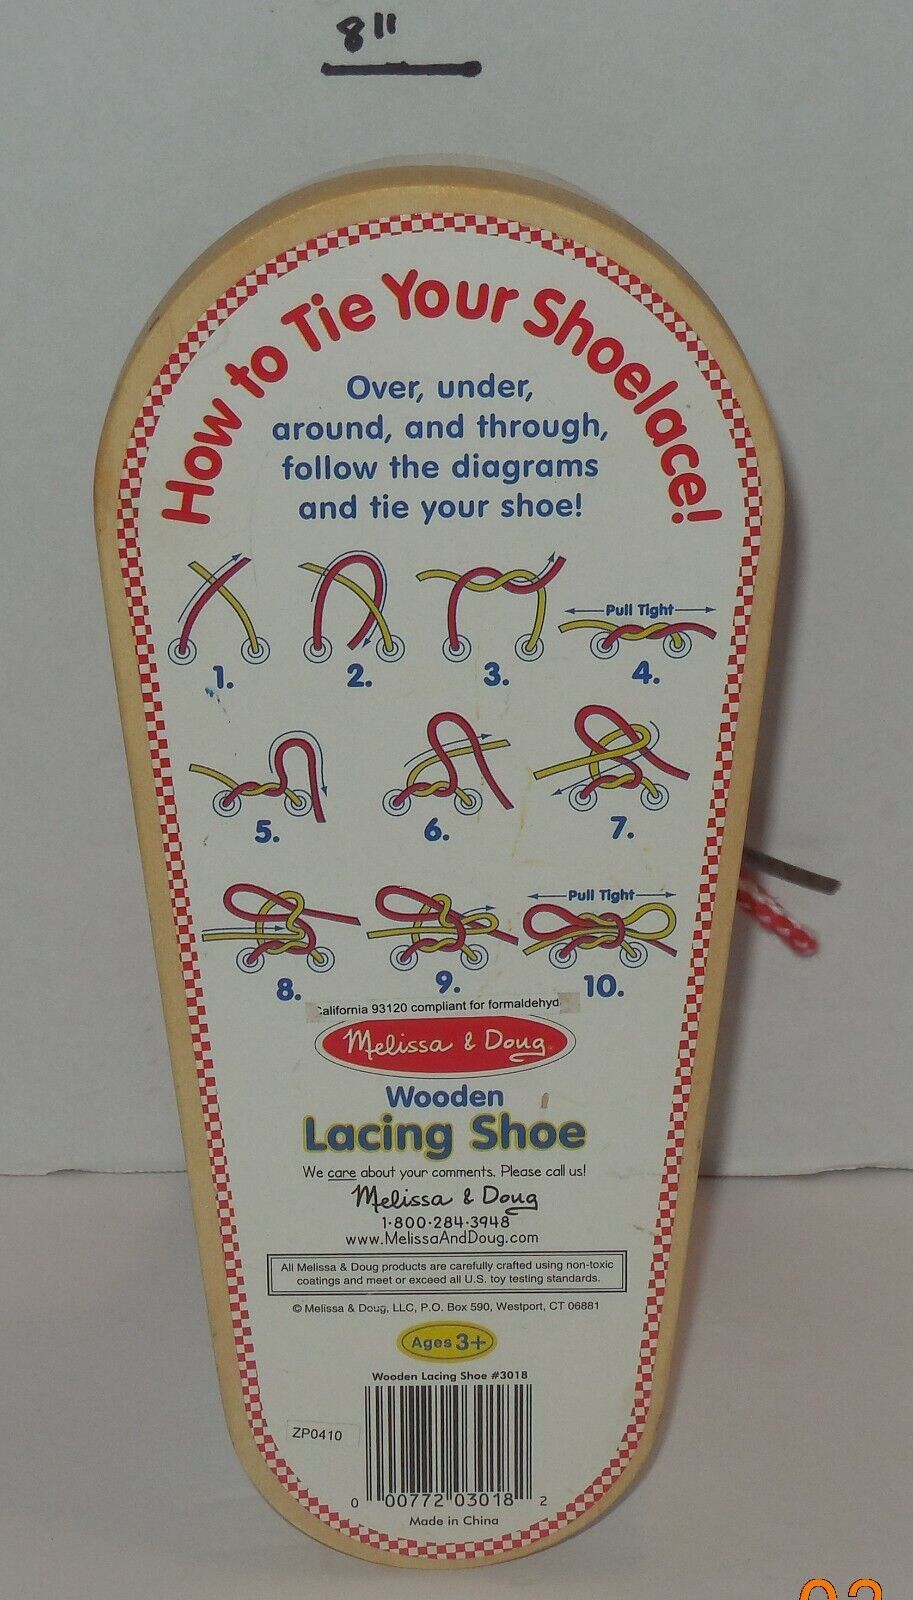 8"
How to Tie Your Shoelace!
Over, under,
around, and through,
follow the diagrams
and tie your shoe!
1.
2.
3.
Pull Tight
4.
5.
6.
7.
8.
9.
Pull Tight
10.
California 93120 compliant for formaldehyd
Melissa & Doug
Wooden
Lacing Shoe
We care about your comments. Please call us!
Melissa & Doug
1-800-284-3948
www.MelissaAndDoug.com
All Melissa & Doug products are carefully crafted using non-toxic
coatings and meet or exceed all U.S. toy testing standards.
© Melissa & Doug, LLC, P.O. Box 590, Westport, CT 06881
Ages 3+
Wooden Lacing Shoe #3018
ZP0410
0 00772 03018 2
Made in China